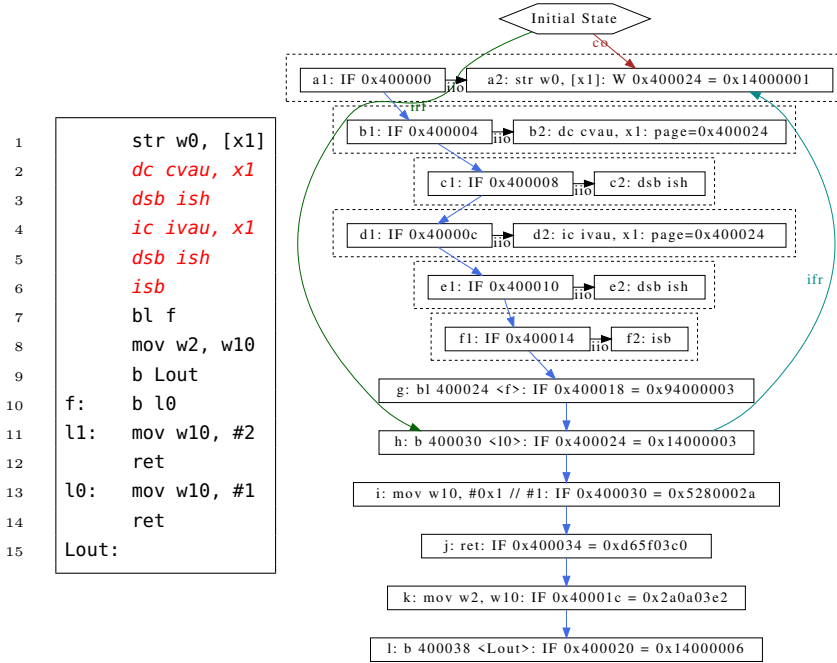 1 str w0, [x1]
2 dc cvau, x1
3 dsb ish
4 ic ivau, x1
5 dsb ish
6 isb
7 bl f
8 mov w2, w10
9 b Lout
10 f: b l0
11 l1: mov w10, #2
12 ret
13 l0: mov w10, #1
14 ret
15 Lout:
Initial State
co
a1: IF 0x400000 iio a2: str w0, [x1]: W 0x400024 = 0x14000001
irf
b1: IF 0x400004 iio b2: dc cvau, x1: page=0x400024
c1: IF 0x400008 iio c2: dsb ish
d1: IF 0x40000c iio d2: ic ivau, x1: page=0x400024
e1: IF 0x400010 iio e2: dsb ish
ifr
f1: IF 0x400014 iio f2: isb
g: bl 400024 <f>: IF 0x400018 = 0x94000003
h: b 400030 <l0>: IF 0x400024 = 0x14000003
i: mov w10, #0x1 // #1: IF 0x400030 = 0x5280002a
j: ret: IF 0x400034 = 0xd65f03c0
k: mov w2, w10: IF 0x40001c = 0x2a0a03e2
l: b 400038 <Lout>: IF 0x400020 = 0x14000006